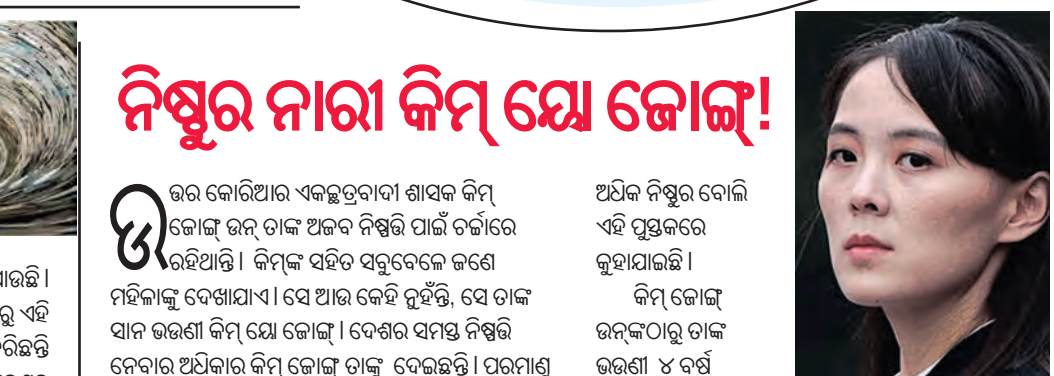 ନିଷ୍ଠୁର ନାରୀ କିମ୍ ୟୋ ଜୋଙ୍ଗ୍!
ଉତ୍ତର କୋରିଆର ଏକଚ୍ଛତ୍ରବାଦୀ ଶାସକ କିମ୍
ଜୋଙ୍ଗ୍ ଉନ୍ ତାଙ୍କ ଅଜବ ନିଷ୍ପତ୍ତି ପାଇଁ ଚର୍ଚ୍ଚାରେ
ରହିଥାନ୍ତି। କିମ୍‌ଙ୍କ ସହିତ ସବୁବେଳେ ଜଣେ
ମହିଳାଙ୍କୁ ଦେଖାଯାଏ। ସେ ଆଉ କେହି ନୁହଁନ୍ତି, ସେ ତାଙ୍କ
ସାନ ଭଉଣୀ କିମ୍ ୟୋ ଜୋଙ୍ଗ। ଦେଶର ସମସ୍ତ ନିଷ୍ପତ୍ତି
ନେବାର ଅଧିକାର କିମ୍ ଜୋଙ୍ଗ ତାଙ୍କୁ ଦେଇଛନ୍ତି। ପରମାଣୁ
ଅଧିକ ନିଷ୍ଠୁର ବୋଲି
ଏହି ପୁସ୍ତକରେ
କୁହାଯାଇଛି।
କିମ୍ ଜୋଙ୍ଗ୍
ଉନ୍‌ଙ୍କଠାରୁ ତାଙ୍କ
ଭଉଣୀ ୪ ବର୍ଷ
ଏହି